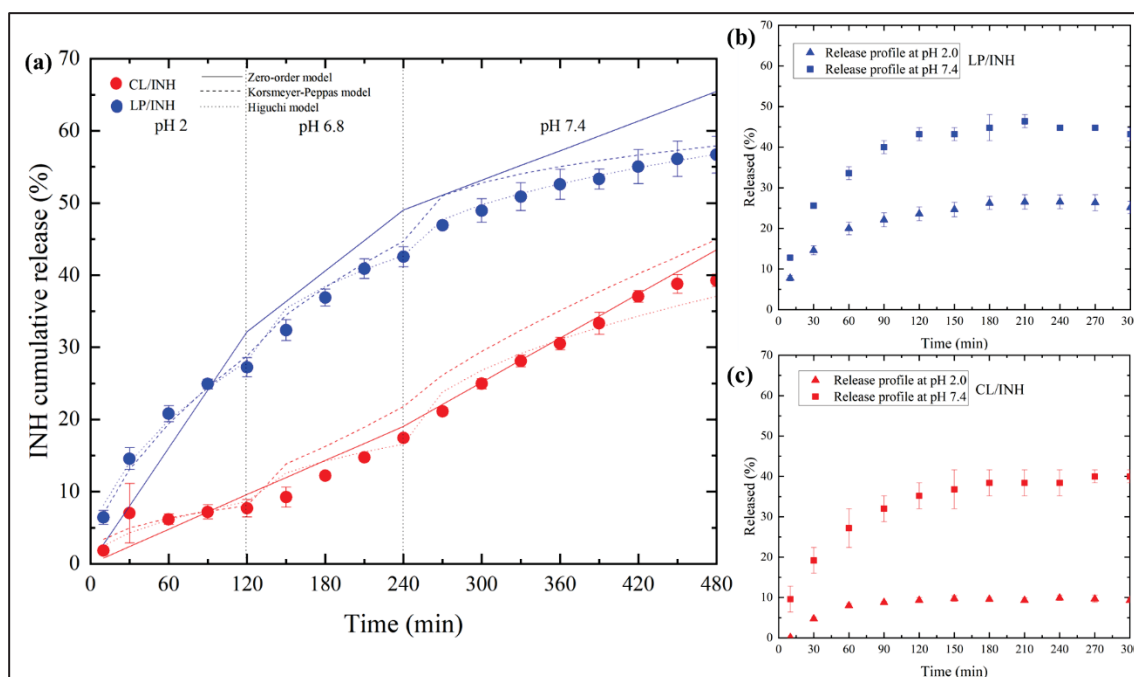 (a)
CL/INH
LP/INH
Zero-order model
Korsmeyer-Peppas model
Higuchi model
pH 2
pH 6.8
pH 7.4
INH cumulative release (%)
70
60
50
40
30
20
10
0
0 60 120 180 240 300 360 420 480
Time (min)
(b)
Release profile at pH 2.0
Release profile at pH 7.4
LP/INH
Released (%)
70
60
50
40
30
20
10
0
0 30 60 90 120 150 180 210 240 270 300
Time (min)
(c)
Release profile at pH 2.0
Release profile at pH 7.4
CL/INH
Released (%)
70
60
50
40
30
20
10
0
0 30 60 90 120 150 180 210 240 270 300
Time (min)